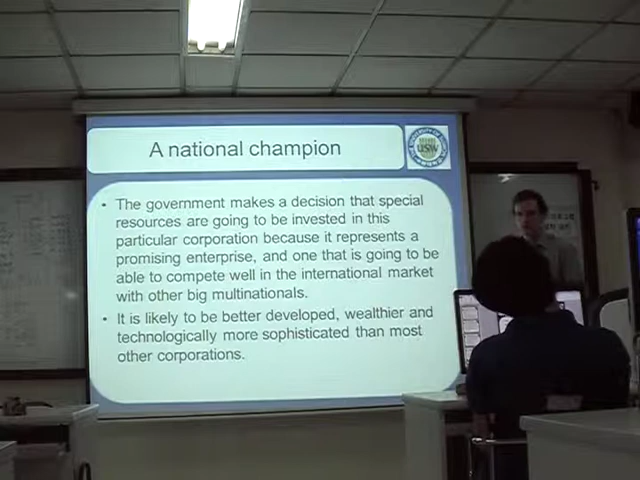 A national champion
USW
• The government makes a decision that special
resources are going to be invested in this
particular corporation because it represents a
promising enterprise, and one that is going to be
able to compete well in the international market
with other big multinationals.
• It is likely to be better developed, wealthier and
technologically more sophisticated than most
other corporations.